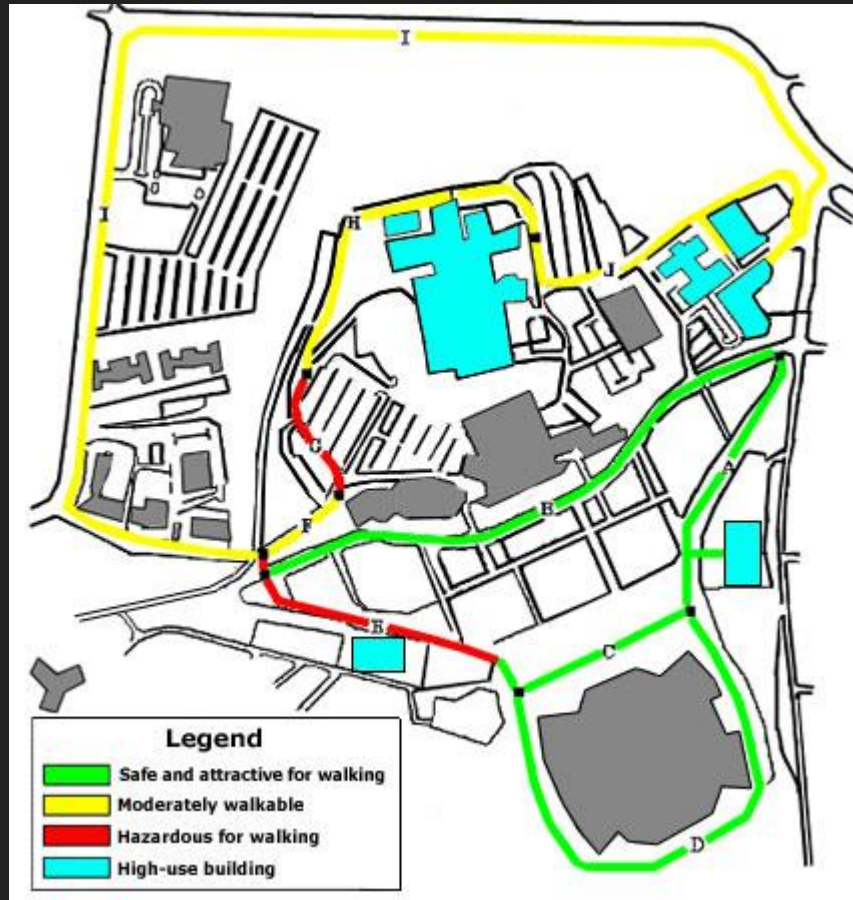 I
I
H
J
G
A
B
F
E
C
D
Legend
Safe and attractive for walking
Moderately walkable
Hazardous for walking
High-use building